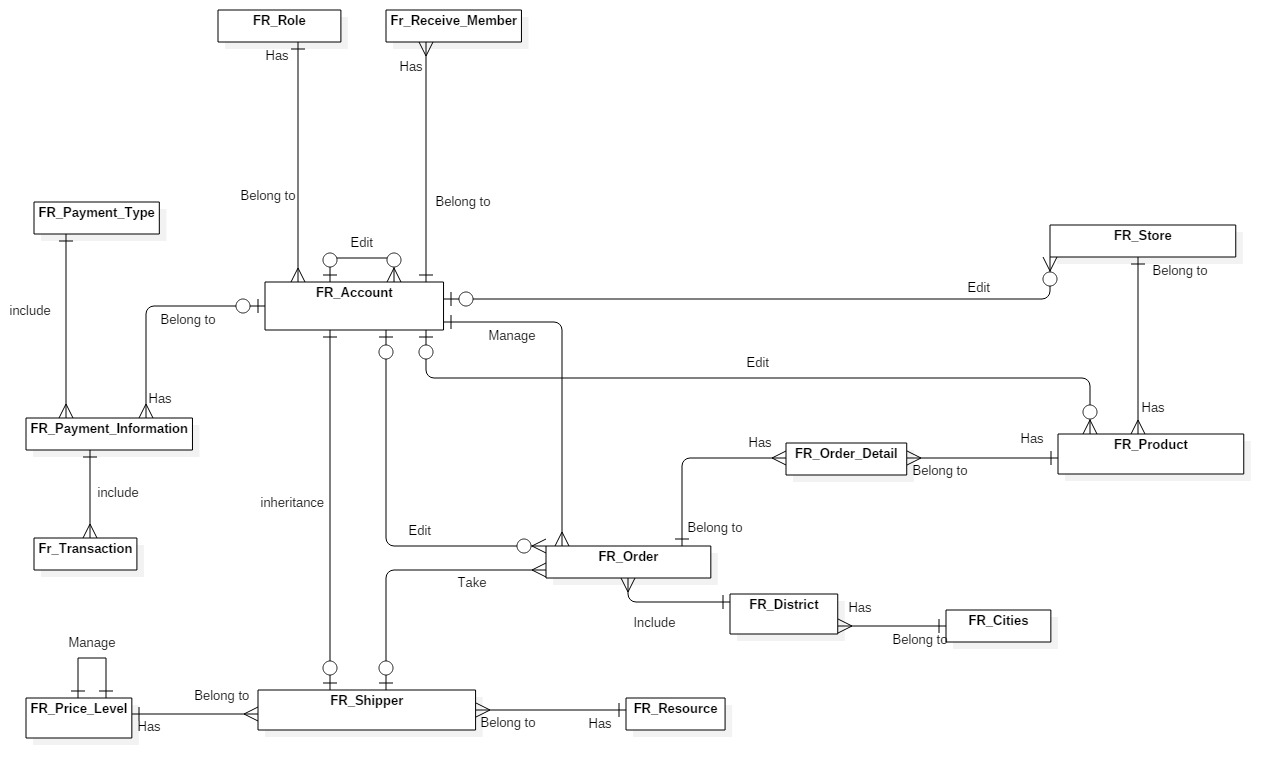 FR_Role
Fr_Receive_Member
Has
Has
Belong to
Belong to
FR_Payment_Type
FR_Store
Edit
Belong to
FR_Account
Edit
include
Belong to
Manage
Edit
Has
Has
FR_Payment_Information
Has
Has
FR_Product
FR_Order_Detail
Belong to
include
inheritance
Edit
Belong to
Fr_Transaction
FR_Order
Take
FR_District
Has
Include
FR_Cities
Belong to
Manage
Belong to
FR_Shipper
FR_Price_Level
FR_Resource
Has
Belong to
Has